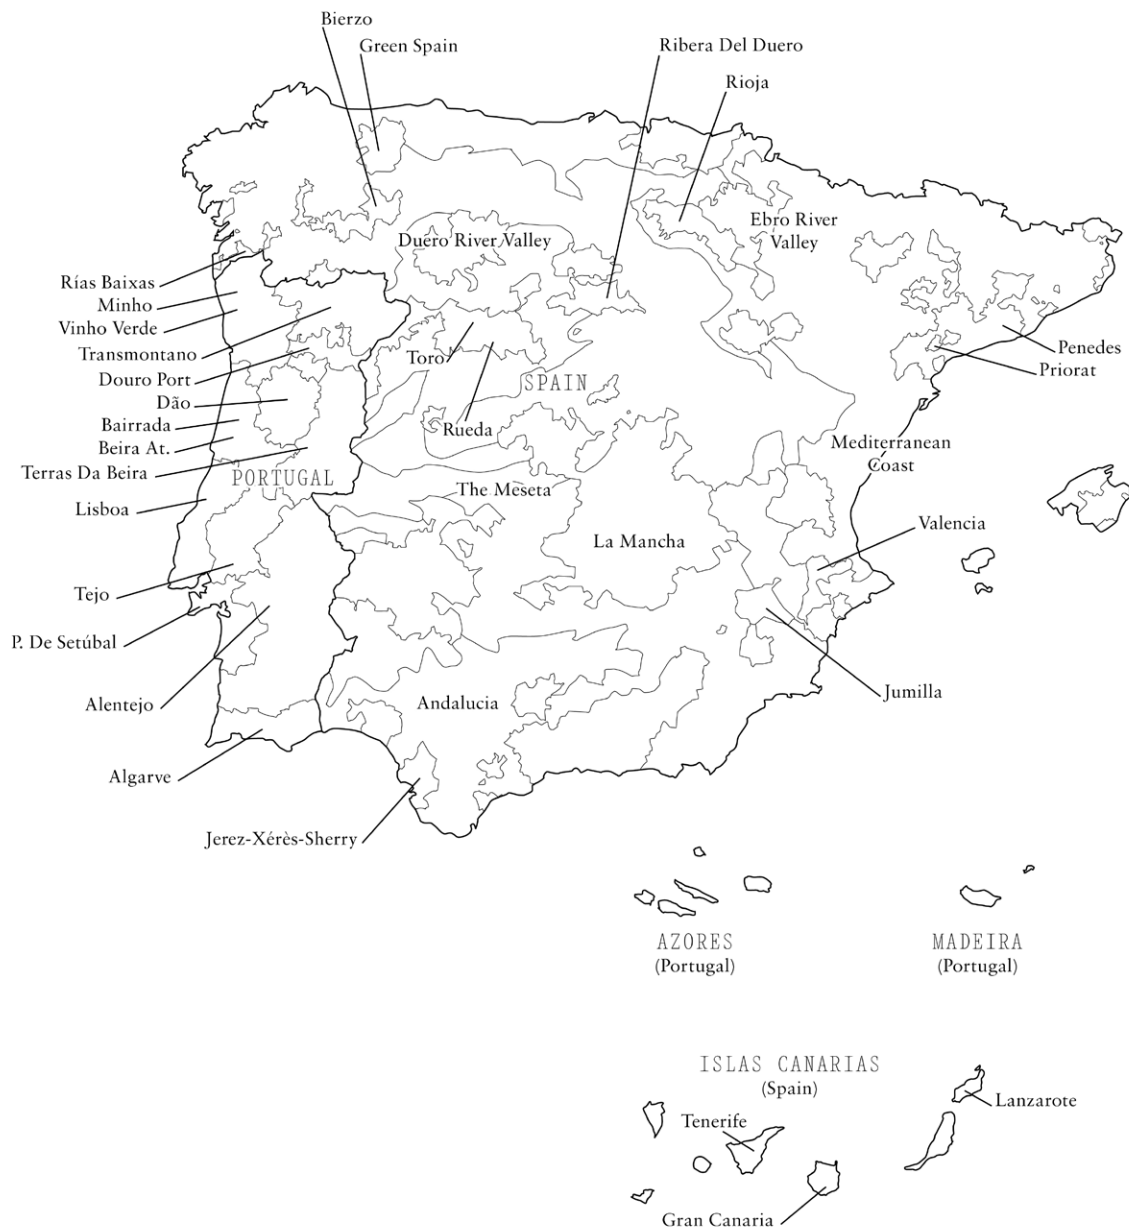 Bierzo
Green Spain
Ribera Del Duero
Rioja
Ebro River
Valley
Duero River Valley
Rías Baixas
Minho
Vinho Verde
Transmontano
Douro Port
Dão
Bairrada
Beira At.
Terras Da Beira
Lisboa
Toro
SPAIN
Rueda
Penedes
Priorat
Mediterranean
Coast
PORTUGAL
The Meseta
Valencia
La Mancha
Tejo
P. De Setúbal
Alentejo
Andalucia
Jumilla
Algarve
Jerez-Xérès-Sherry
AZORES
(Portugal)
MADEIRA
(Portugal)
ISLAS CANARIAS
(Spain)
Lanzarote
Tenerife
Gran Canaria